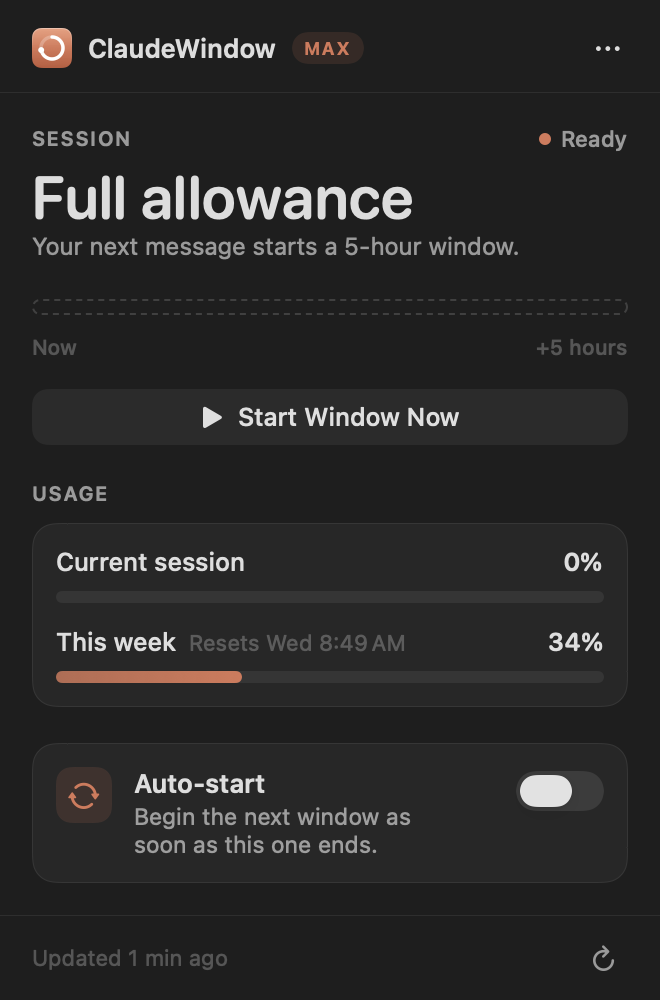 ClaudeWindow MAX
SESSION
Ready
Full allowance
Your next message starts a 5-hour window.
Now
+5 hours
Start Window Now
USAGE
Current session
0%
This week Resets Wed 8:49 AM
34%
Auto-start
Begin the next window as
soon as this one ends.
Updated 1 min ago